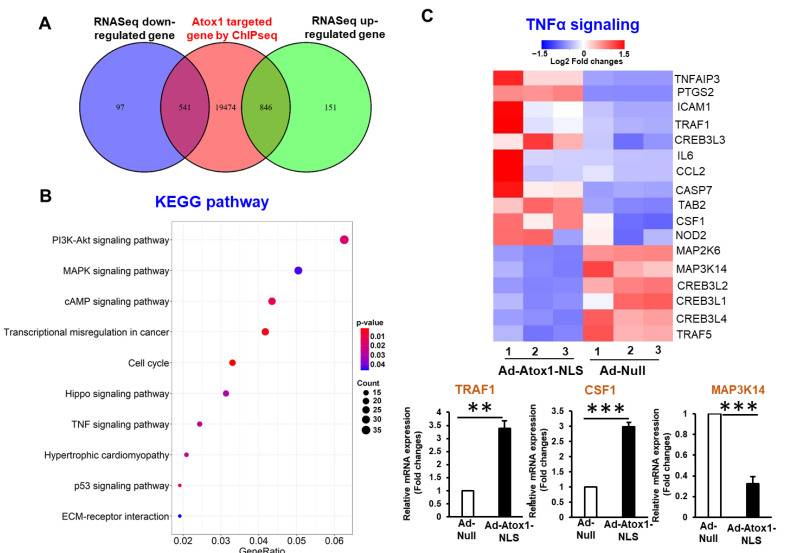 A
RNASeq down-
regulated gene
Atox1 targeted
gene by ChIPseq
RNASeq up-
regulated gene
97
541
19474
846
151
B
KEGG pathway
PI3K-Akt signaling pathway
MAPK signaling pathway
cAMP signaling pathway
Transcriptional misregulation in cancer
Cell cycle
Hippo signaling pathway
TNF signaling pathway
Hypertrophic cardiomyopathy
p53 signaling pathway
ECM-receptor interaction
0.02
0.03
0.04
0.05
0.06
GeneRatio
p-value
0.01
0.02
0.03
0.04
Count
15
20
25
30
35
C
TNFα signaling
−1.5
1.5
Log2 Fold changes
TNFAIP3
PTGS2
ICAM1
TRAF1
CREB3L3
IL6
CCL2
CASP7
TAB2
CSF1
NOD2
MAP2K6
MAP3K14
CREB3L2
CREB3L1
CREB3L4
TRAF5
1 2 3 1 2 3
Ad-Atox1-NLS
Ad-Null
TRAF1
**
Relative mRNA expression
(Fold changes)
4
3.5
3
2.5
2
1.5
1
0.5
0
Ad-
Null
Ad-Atox1-
NLS
CSF1
***
Relative mRNA expression
(Fold changes)
3.5
3
2.5
2
1.5
1
0.5
0
Ad-
Null
Ad-Atox1-
NLS
MAP3K14
***
Relative mRNA expression
(Fold changes)
1
0.8
0.6
0.4
0.2
0
Ad-
Null
Ad-Atox1-
NLS